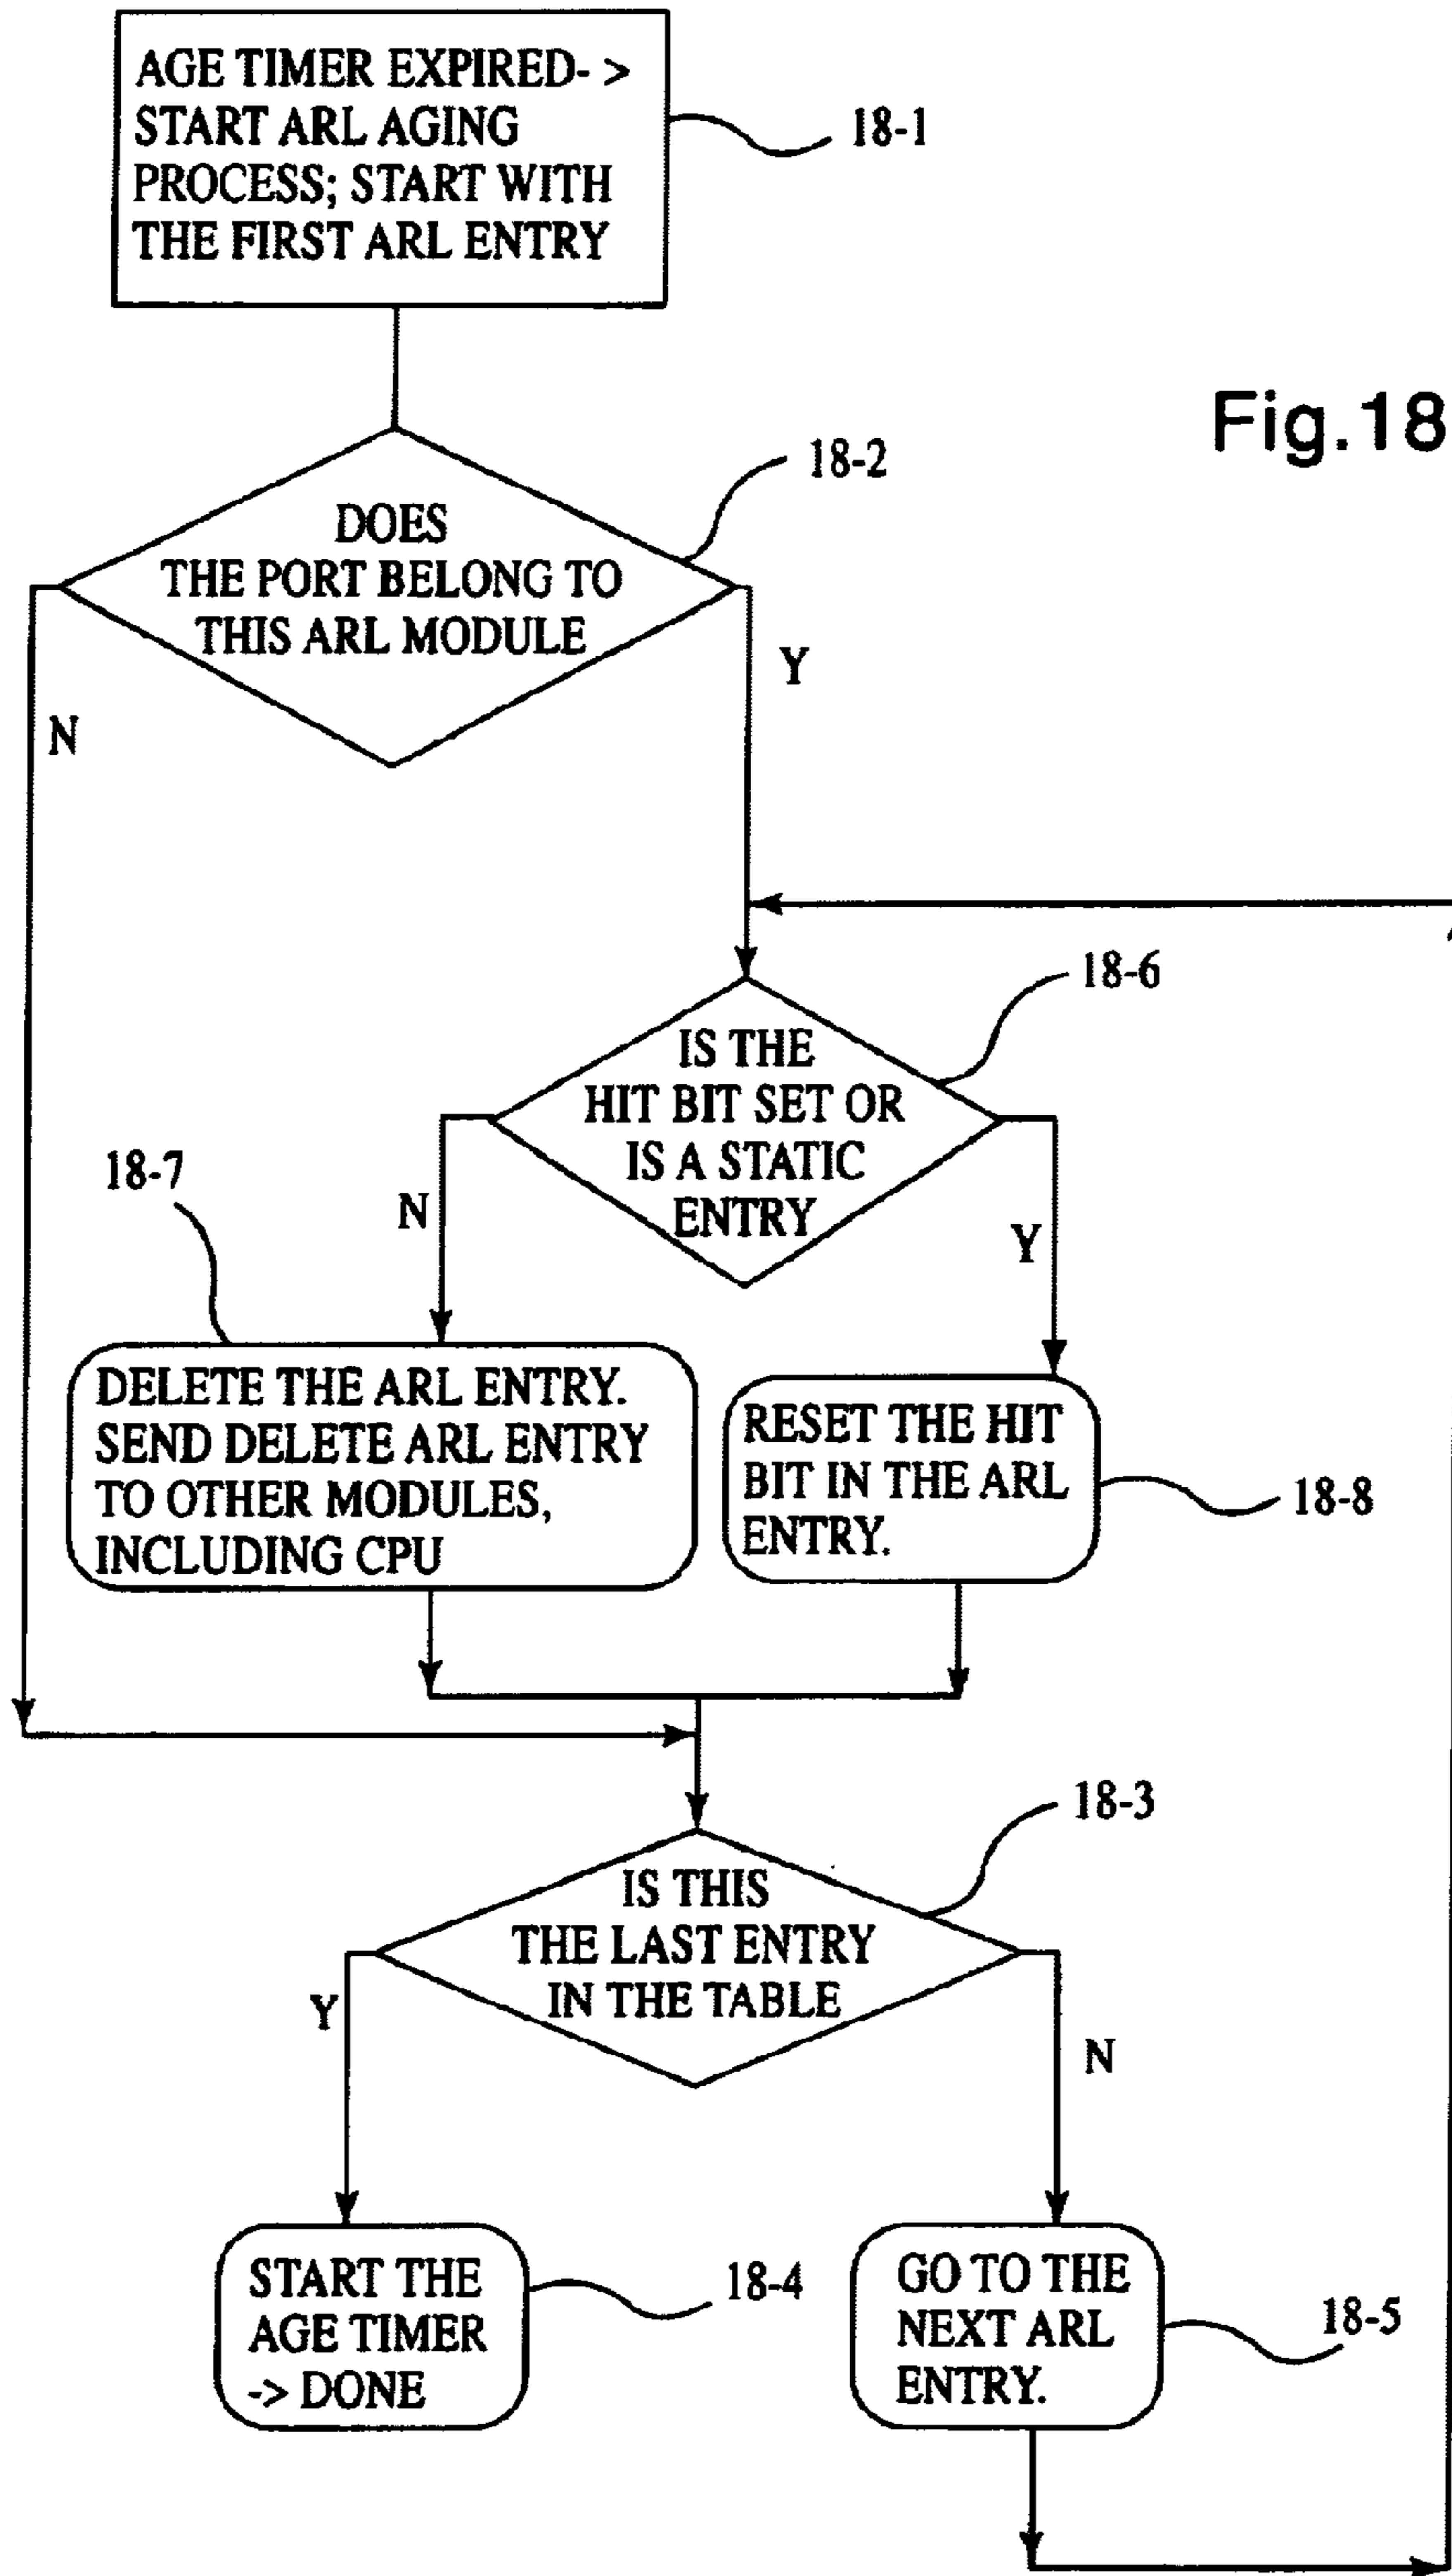 AGE TIMER EXPIRED- >
START ARL AGING
PROCESS; START WITH
THE FIRST ARL ENTRY
18-1
Fig.18
18-2
DOES
THE PORT BELONG TO
THIS ARL MODULE
Y
N
18-6
IS THE
HIT BIT SET OR
IS A STATIC
ENTRY
18-7
N
Y
DELETE THE ARL ENTRY.
SEND DELETE ARL ENTRY
TO OTHER MODULES,
INCLUDING CPU
RESET THE HIT
BIT IN THE ARL
ENTRY.
18-8
18-3
IS THIS
THE LAST ENTRY
IN THE TABLE
Y
N
START THE
AGE TIMER
-> DONE
18-4
GO TO THE
NEXT ARL
ENTRY.
18-5